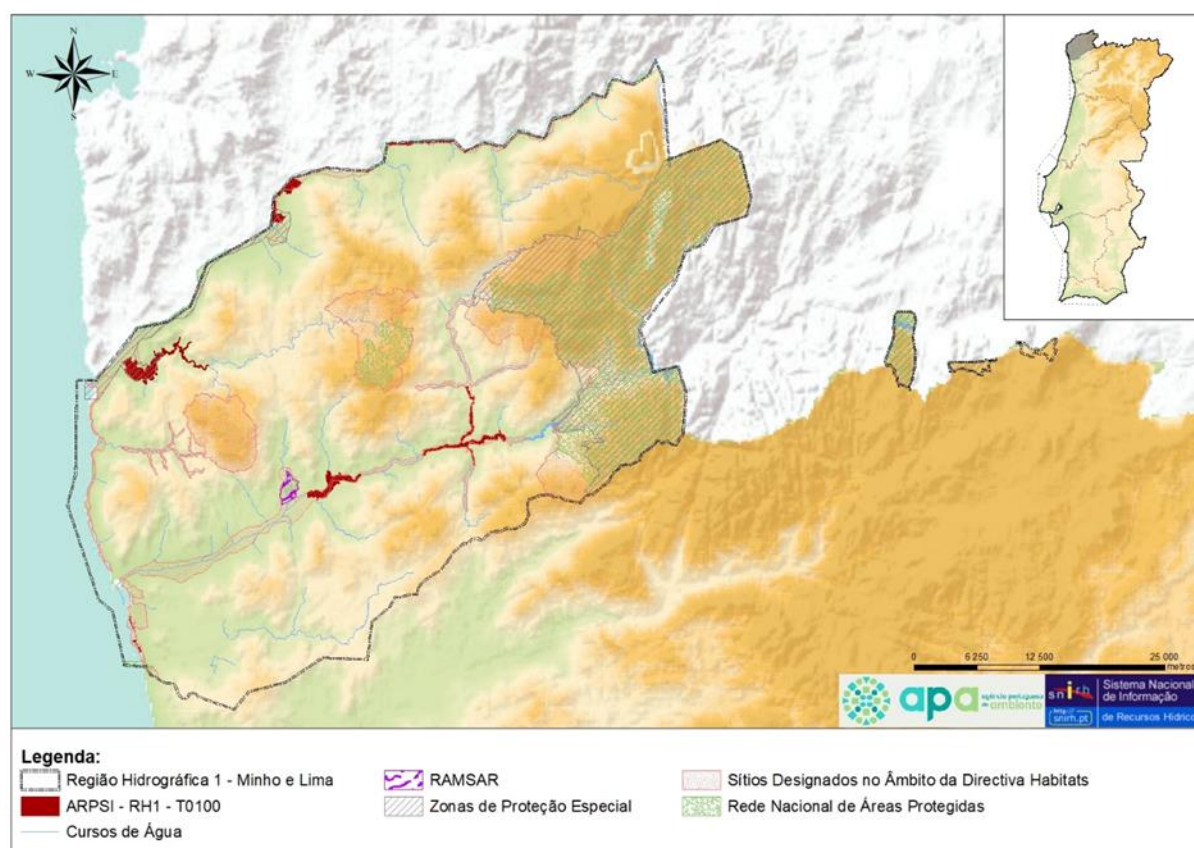 N
W E
S
0 6 250 12 500 25 000
metros
apa agência portuguesa do ambiente
snirh
http://
snirh.pt
Sistema Nacional
de Informação
de Recursos Hídrico
Legenda:
Região Hidrográfica 1 - Minho e Lima
ARPSI - RH1 - T0100
Cursos de Água
RAMSAR
Zonas de Proteção Especial
Sítios Designados no Âmbito da Directiva Habitats
Rede Nacional de Áreas Protegidas